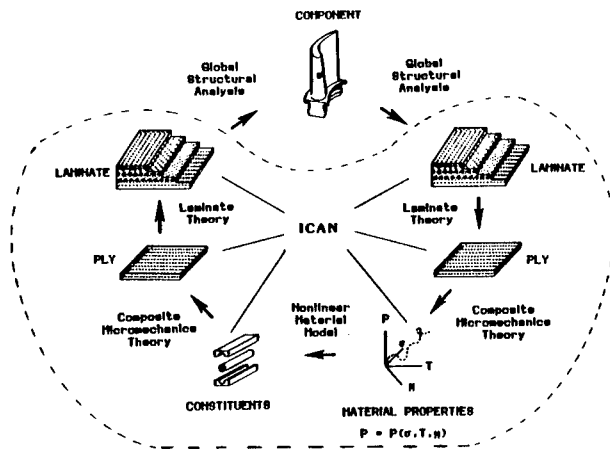 COMPONENT
Global
Structural
Analysis
Global
Structural
Analysis
LAMINATE
LAMINATE
Laminate
Theory
ICAN
Laminate
Theory
PLY
PLY
Composite
Micromechanics
Theory
Nonlinear
Material
Model
P
σ
T
M
Composite
Micromechanics
Theory
CONSTITUENTS
MATERIAL PROPERTIES
P = P(σ,T,M)